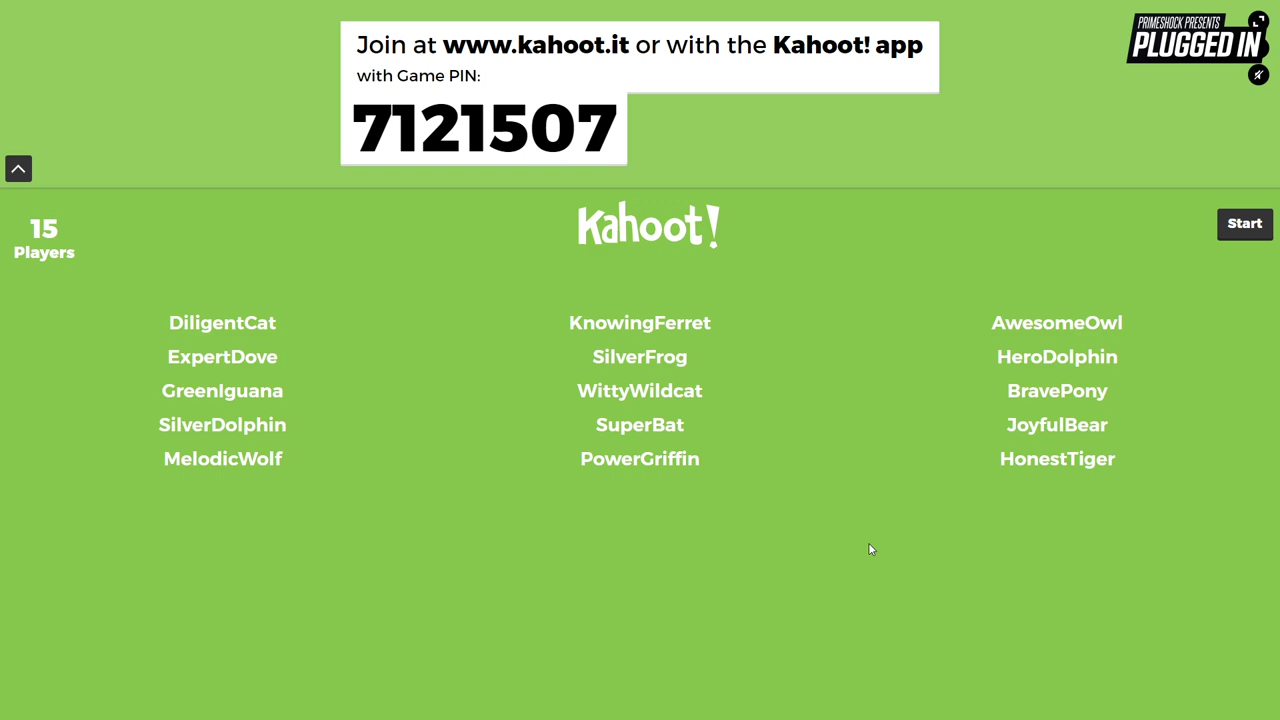 Join at www.kahoot.it or with the Kahoot! app
with Game PIN:
7121507
PRIMESHOCK PRESENTS
PLUGGED IN
15
Players
Kahoot!
Start
DiligentCat KnowingFerret AwesomeOwl
ExpertDove SilverFrog HeroDolphin
GreenIguana WittyWildcat BravePony
SilverDolphin SuperBat JoyfulBear
MelodicWolf PowerGriffin HonestTiger